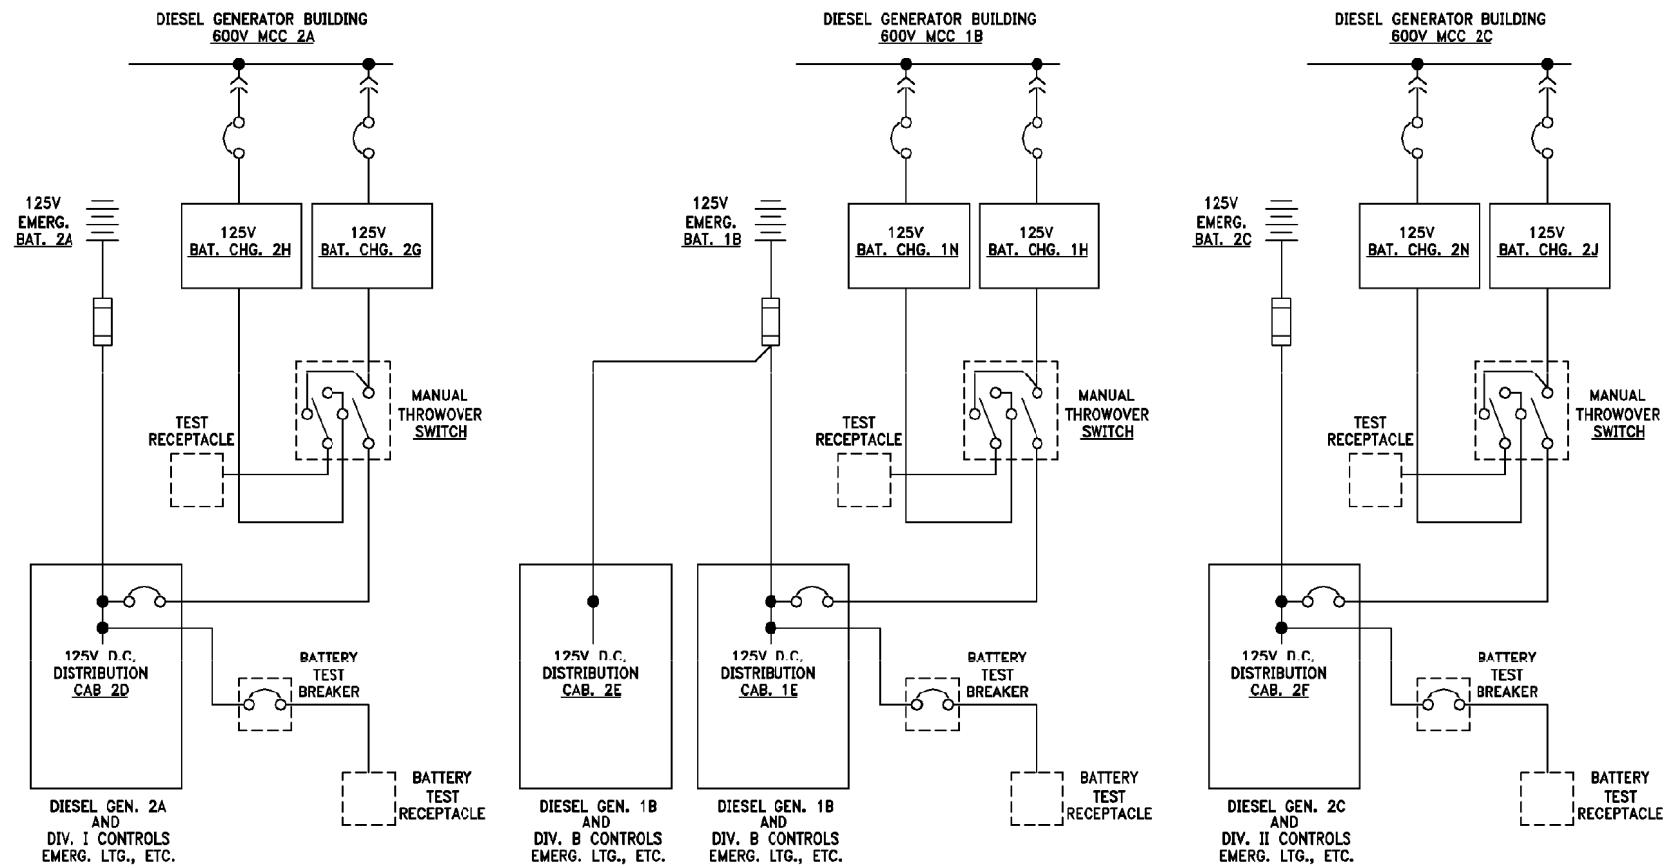 DIESEL GENERATOR BUILDING
600V MCC 2A
125V
EMERG.
BAT. 2A
125V
BAT. CHG. 2H
125V
BAT. CHG. 2G
MANUAL
THROWOVER
SWITCH
TEST
RECEPTACLE
125V D.C.
DISTRIBUTION
CAB 2D
BATTERY
TEST
BREAKER
BATTERY
TEST
RECEPTACLE
DIESEL GEN. 2A
AND
DIV. I CONTROLS
EMERG. LTG., ETC.
DIESEL GENERATOR BUILDING
600V MCC 1B
125V
EMERG.
BAT. 1B
125V
BAT. CHG. 1N
125V
BAT. CHG. 1H
MANUAL
THROWOVER
SWITCH
TEST
RECEPTACLE
125V D.C.
DISTRIBUTION
CAB. 2E
125V D.C.
DISTRIBUTION
CAB. 1E
BATTERY
TEST
BREAKER
BATTERY
TEST
RECEPTACLE
DIESEL GEN. 1B
AND
DIV. B CONTROLS
EMERG. LTG., ETC.
DIESEL GEN. 1B
AND
DIV. B CONTROLS
EMERG. LTG., ETC.
DIESEL GENERATOR BUILDING
600V MCC 2C
125V
EMERG.
BAT. 2C
125V
BAT. CHG. 2N
125V
BAT. CHG. 2J
MANUAL
THROWOVER
SWITCH
TEST
RECEPTACLE
125V D.C.
DISTRIBUTION
CAB. 2F
BATTERY
TEST
BREAKER
BATTERY
TEST
RECEPTACLE
DIESEL GEN. 2C
AND
DIV. II CONTROLS
EMERG. LTG., ETC.